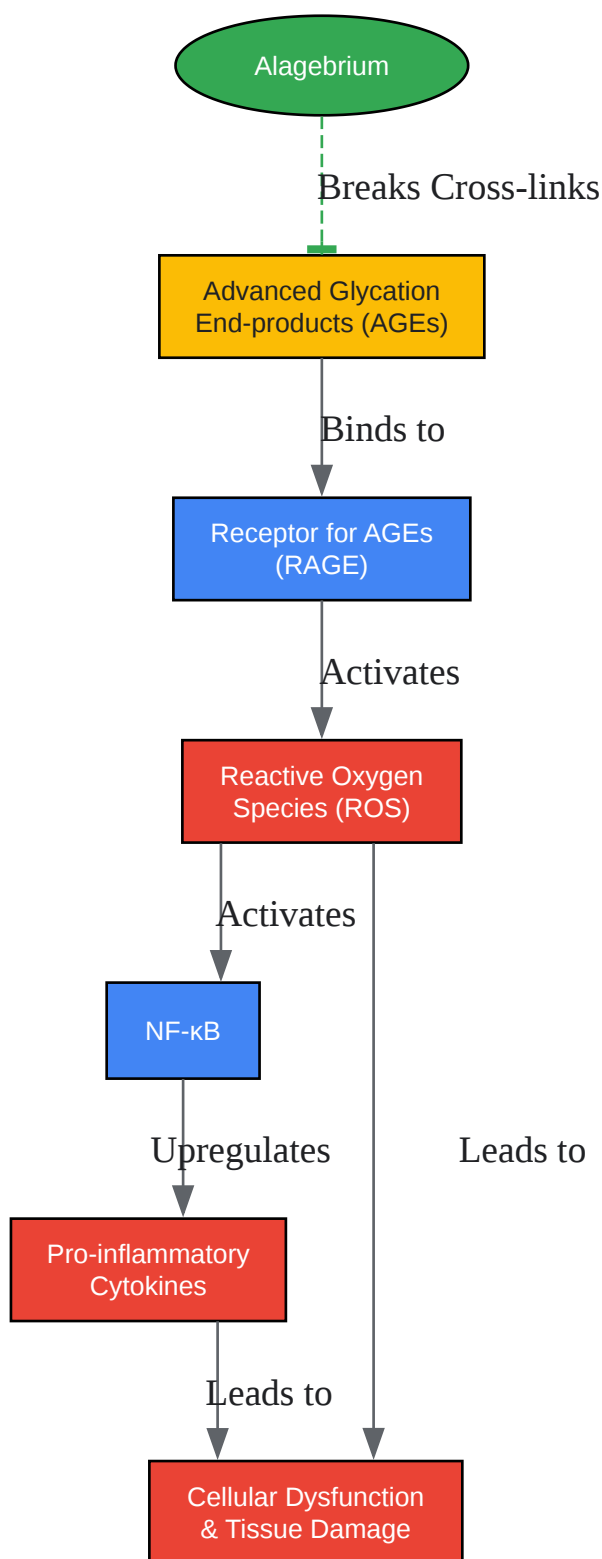 Alagebrium
Breaks Cross-links
Advanced Glycation
End-products (AGEs)
Binds to
Receptor for AGEs
(RAGE)
Activates
Reactive Oxygen
Species (ROS)
Activates
NF-κB
Upregulates
Leads to
Pro-inflammatory
Cytokines
Leads to
Cellular Dysfunction
& Tissue Damage